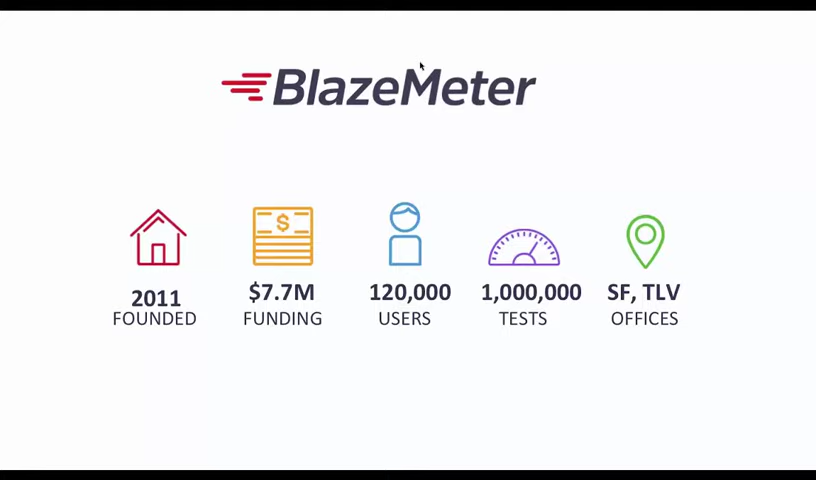 BlazeMeter
$
2011
FOUNDED
$7.7M
FUNDING
120,000
USERS
1,000,000
TESTS
SF, TLV
OFFICES